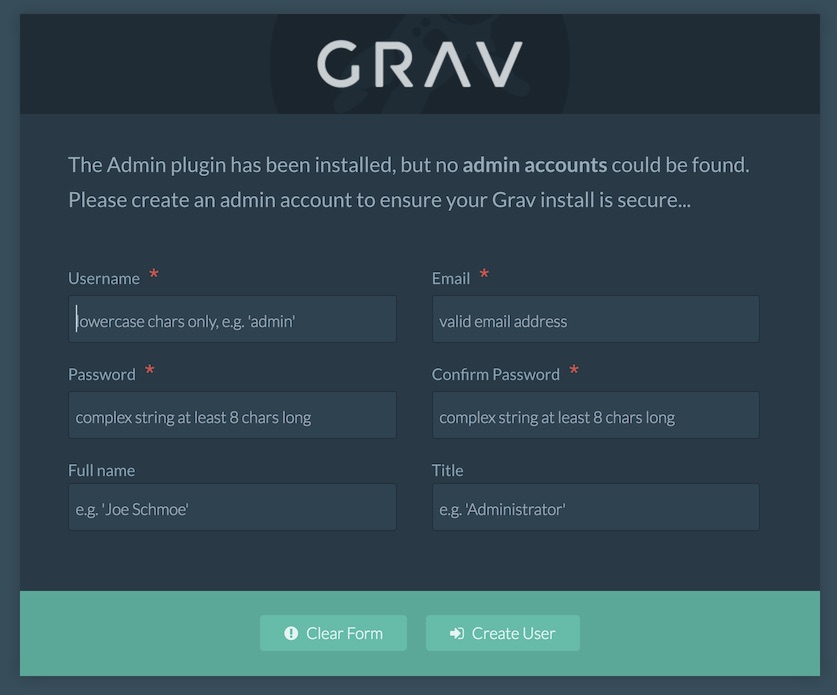 GRAV
The Admin plugin has been installed, but no admin accounts could be found.
Please create an admin account to ensure your Grav install is secure...
Username *
Email *
lowercase chars only, e.g. 'admin'
valid email address
Password *
Confirm Password *
complex string at least 8 chars long
complex string at least 8 chars long
Full name
Title
e.g. 'Joe Schmoe'
e.g. 'Administrator'
Clear Form
Create User